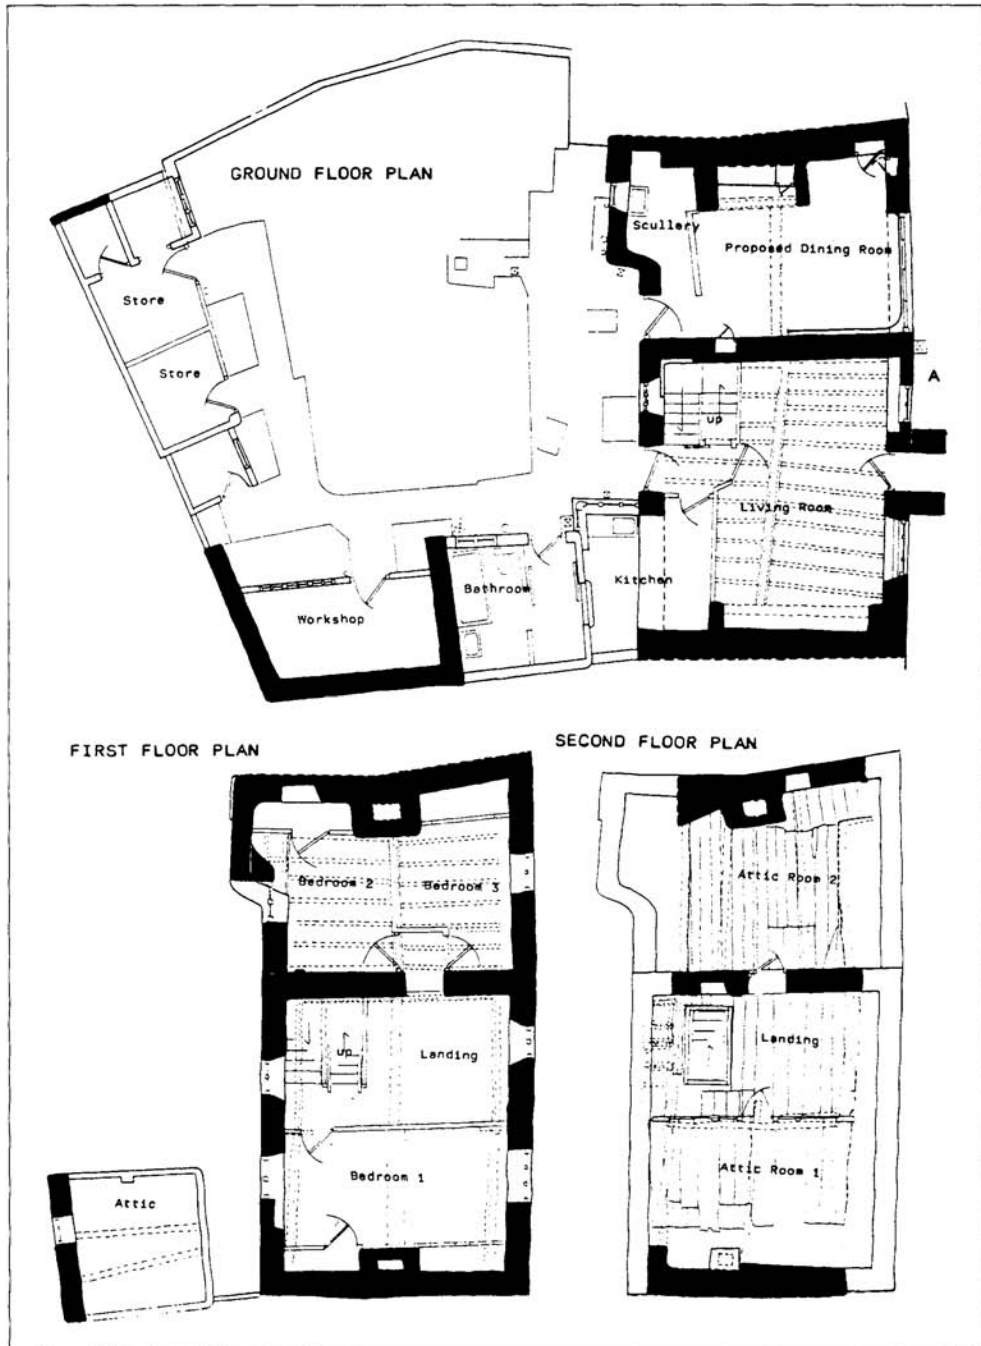 GROUND FLOOR PLAN
Scullery
Proposed Dining Room
Store
Store
A
up
Living Room
Kitchen
Bathroom
Workshop
FIRST FLOOR PLAN
SECOND FLOOR PLAN
Bedroom 2
Bedroom 3
Attic Room 2
up
Landing
Landing
Bedroom 1
Attic Room 1
Attic